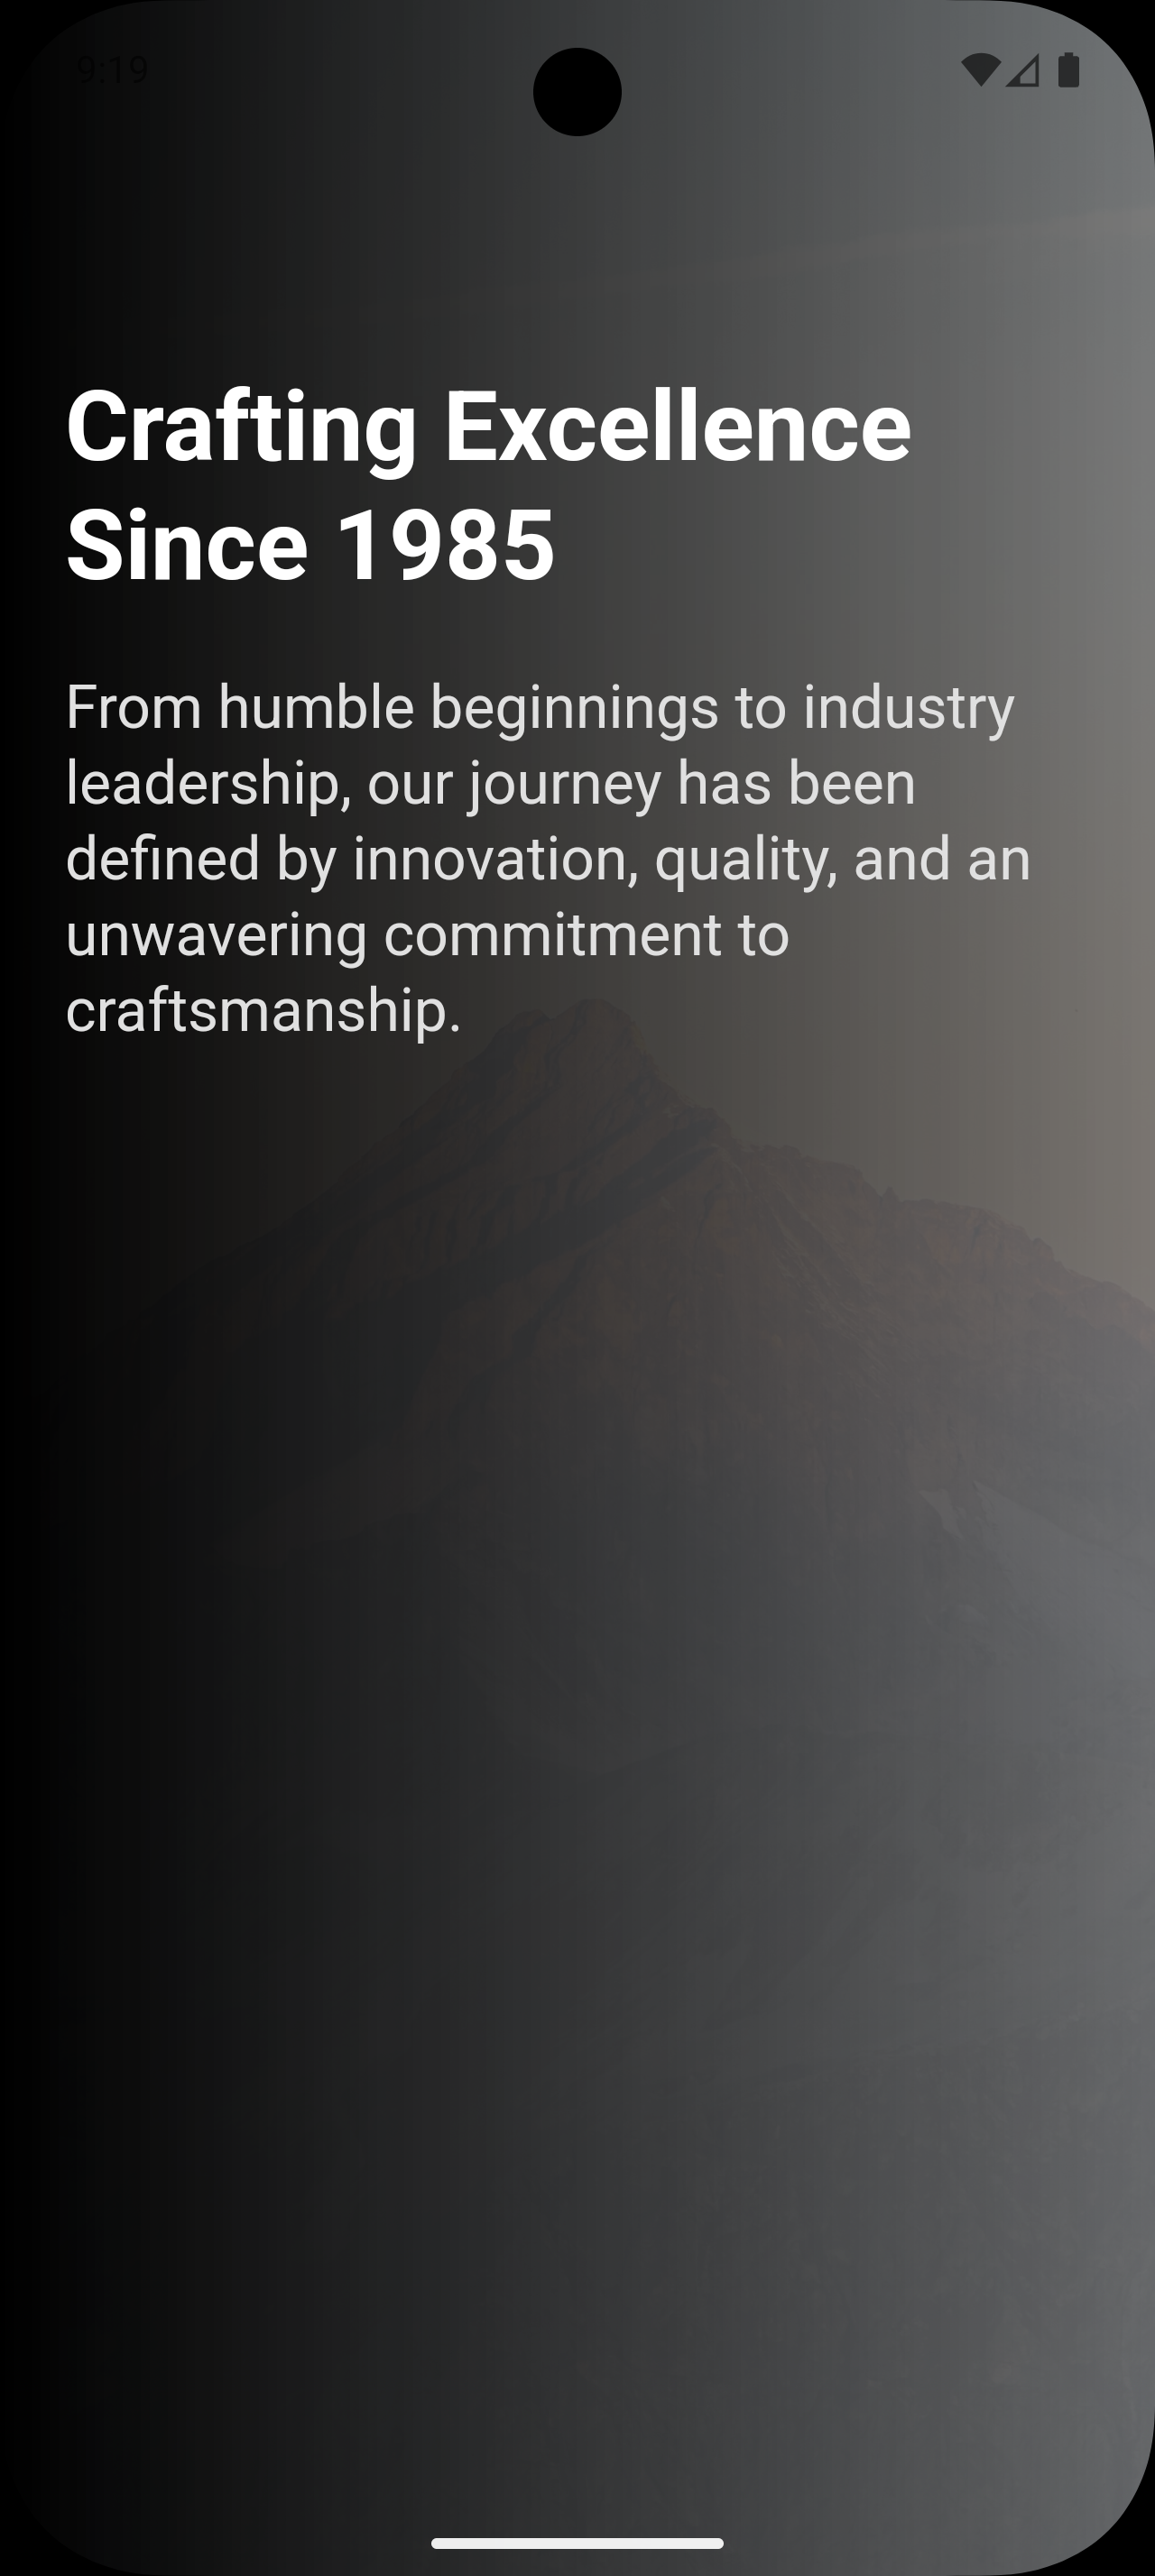 9:19
Crafting Excellence
Since 1985
From humble beginnings to industry
leadership, our journey has been
defined by innovation, quality, and an
unwavering commitment to
craftsmanship.